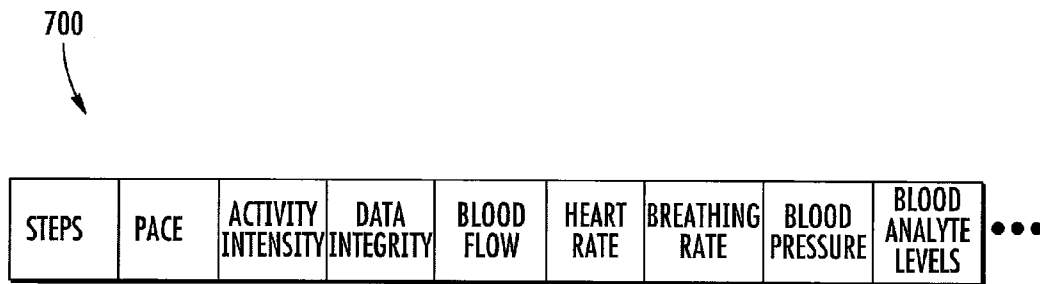 700
STEPS
PACE
ACTIVITY
INTENSITY
DATA
INTEGRITY
BLOOD
FLOW
HEART
RATE
BREATHING
RATE
BLOOD
PRESSURE
BLOOD
ANALYTE
LEVELS
•••